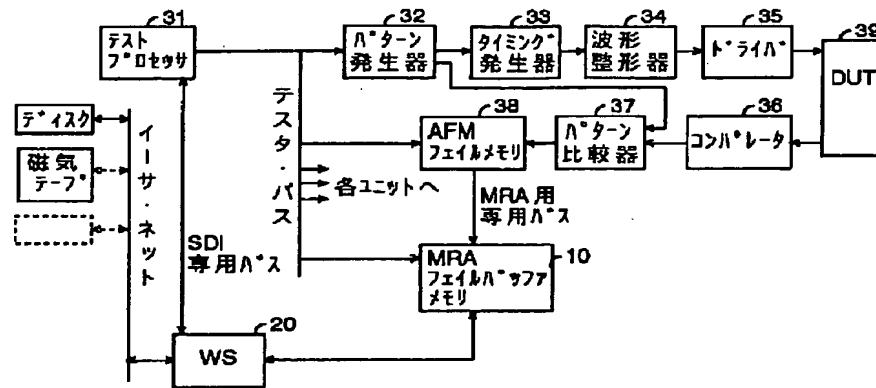 31
テスト
プロセッサ
32
パターン
発生器
33
タイミング
発生器
34
波形
整形器
35
ドライバ
39
DUT
ディスク
磁気
テープ
イーサ・ネット
SDI
専用バス
テスタ・バス
各ユニットへ
38
AFM
フェイルメモリ
37
パターン
比較器
36
コンパレータ
MRA用
専用バス
MRA
フェイルバッファ
メモリ
10
20
WS